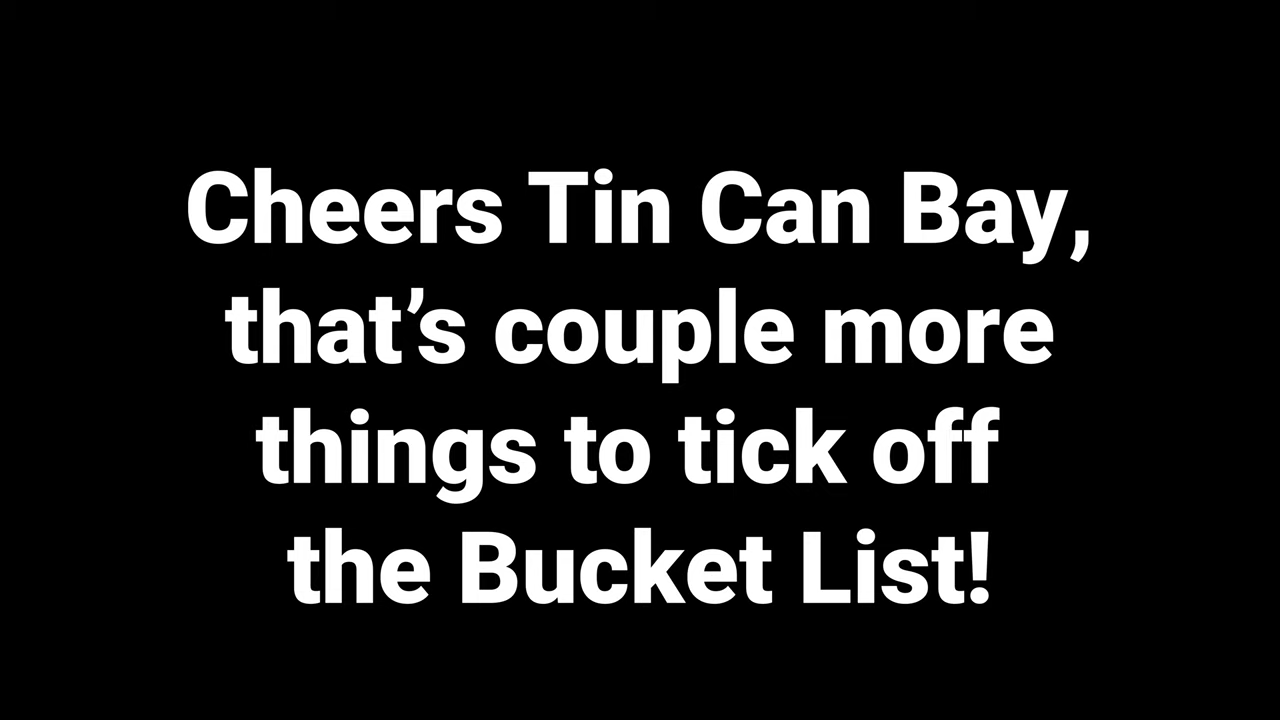 Cheers Tin Can Bay,
that’s couple more
things to tick off
the Bucket List!